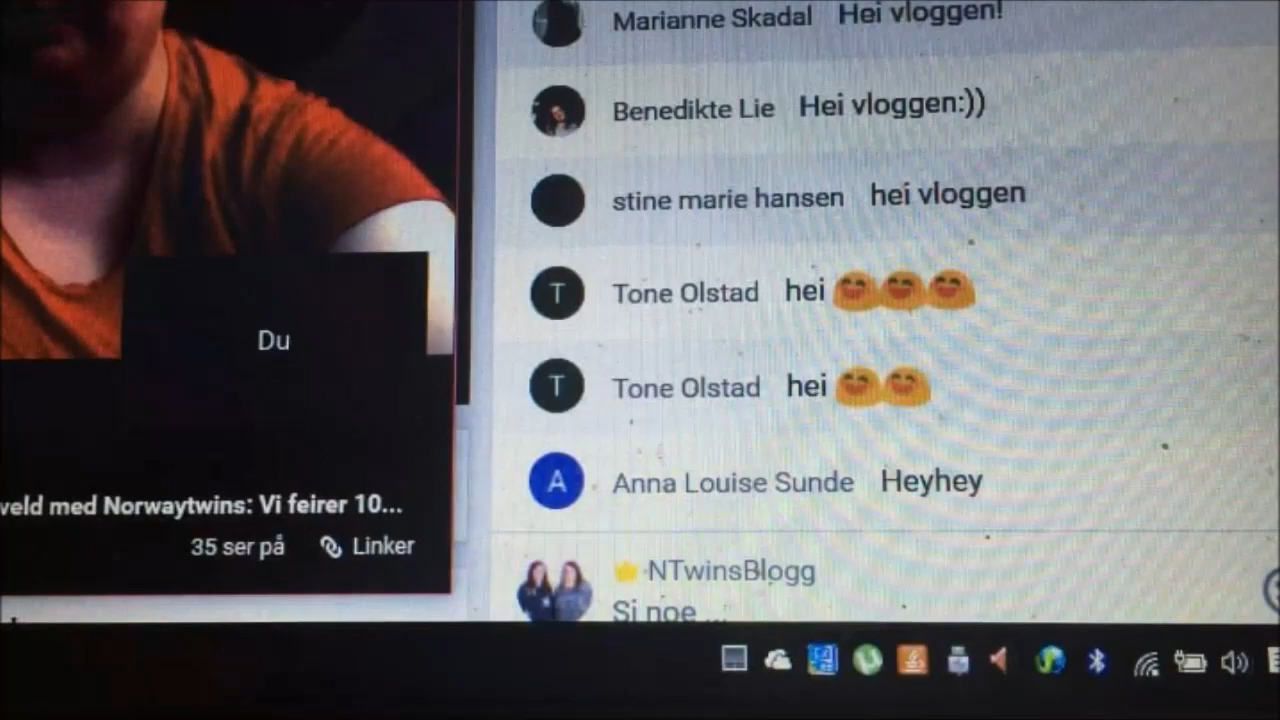 Marianne Skadal Hei vloggen!
Benedikte Lie Hei vloggen:))
stine marie hansen hei vloggen
T Tone Olstad hei
Du
T Tone Olstad hei
A Anna Louise Sunde Heyhey
veld med Norwaytwins: Vi feirer 10...
35 ser på Linker
NTwinsBlogg
Si noe ...